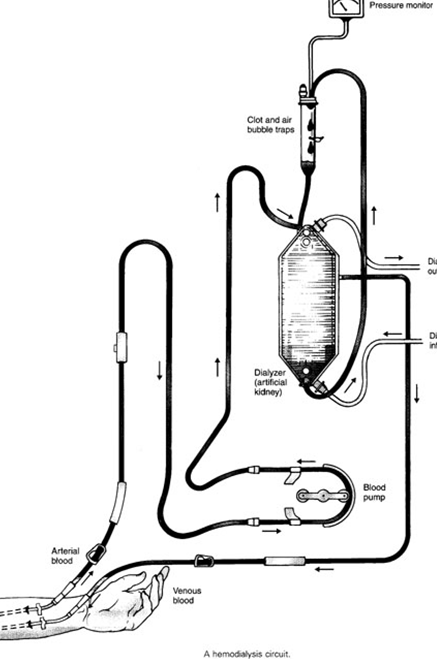 Pressure monitor
Clot and air
bubble traps
Dialyzer
(artificial
kidney)
Blood
pump
Arterial
blood
Venous
blood
A hemodialysis circuit.